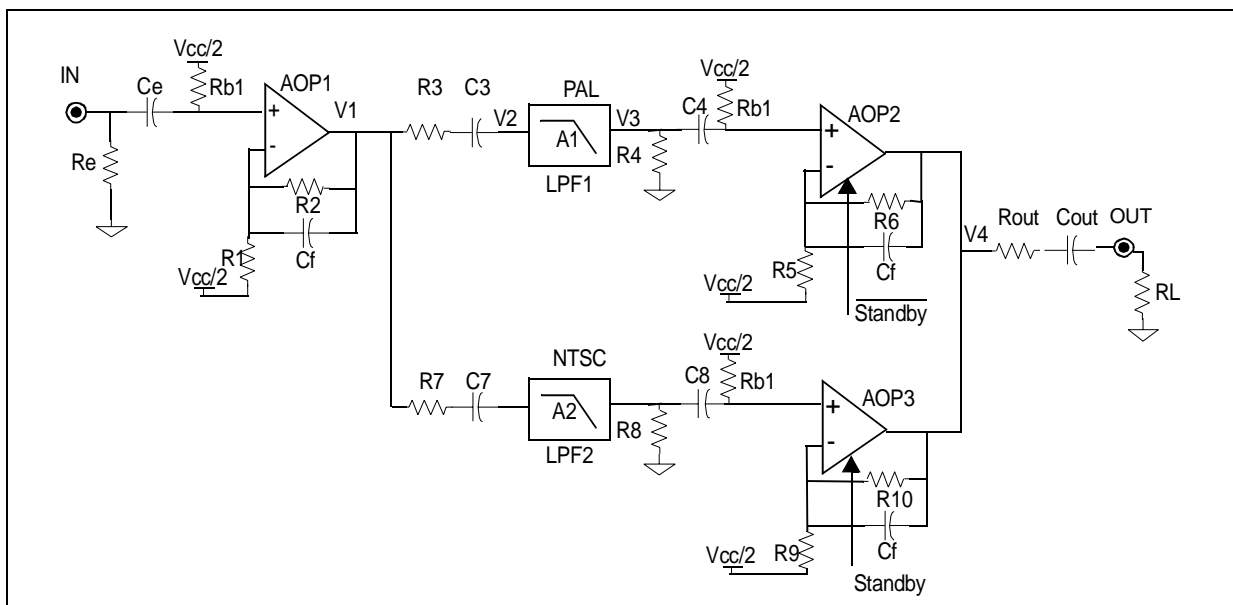 IN
Ce
Vcc/2
Rb1
AOP1
+
-
V1
Re
R2
Cf
R1
Vcc/2
R3
C3
V2
PAL
A1
LPF1
V3
R4
C4
Vcc/2
Rb1
AOP2
+
-
R6
Cf
R5
Vcc/2
Standby
V4
Rout
Cout
OUT
RL
R7
C7
NTSC
A2
LPF2
R8
C8
Vcc/2
Rb1
AOP3
+
-
R10
Cf
R9
Vcc/2
Standby